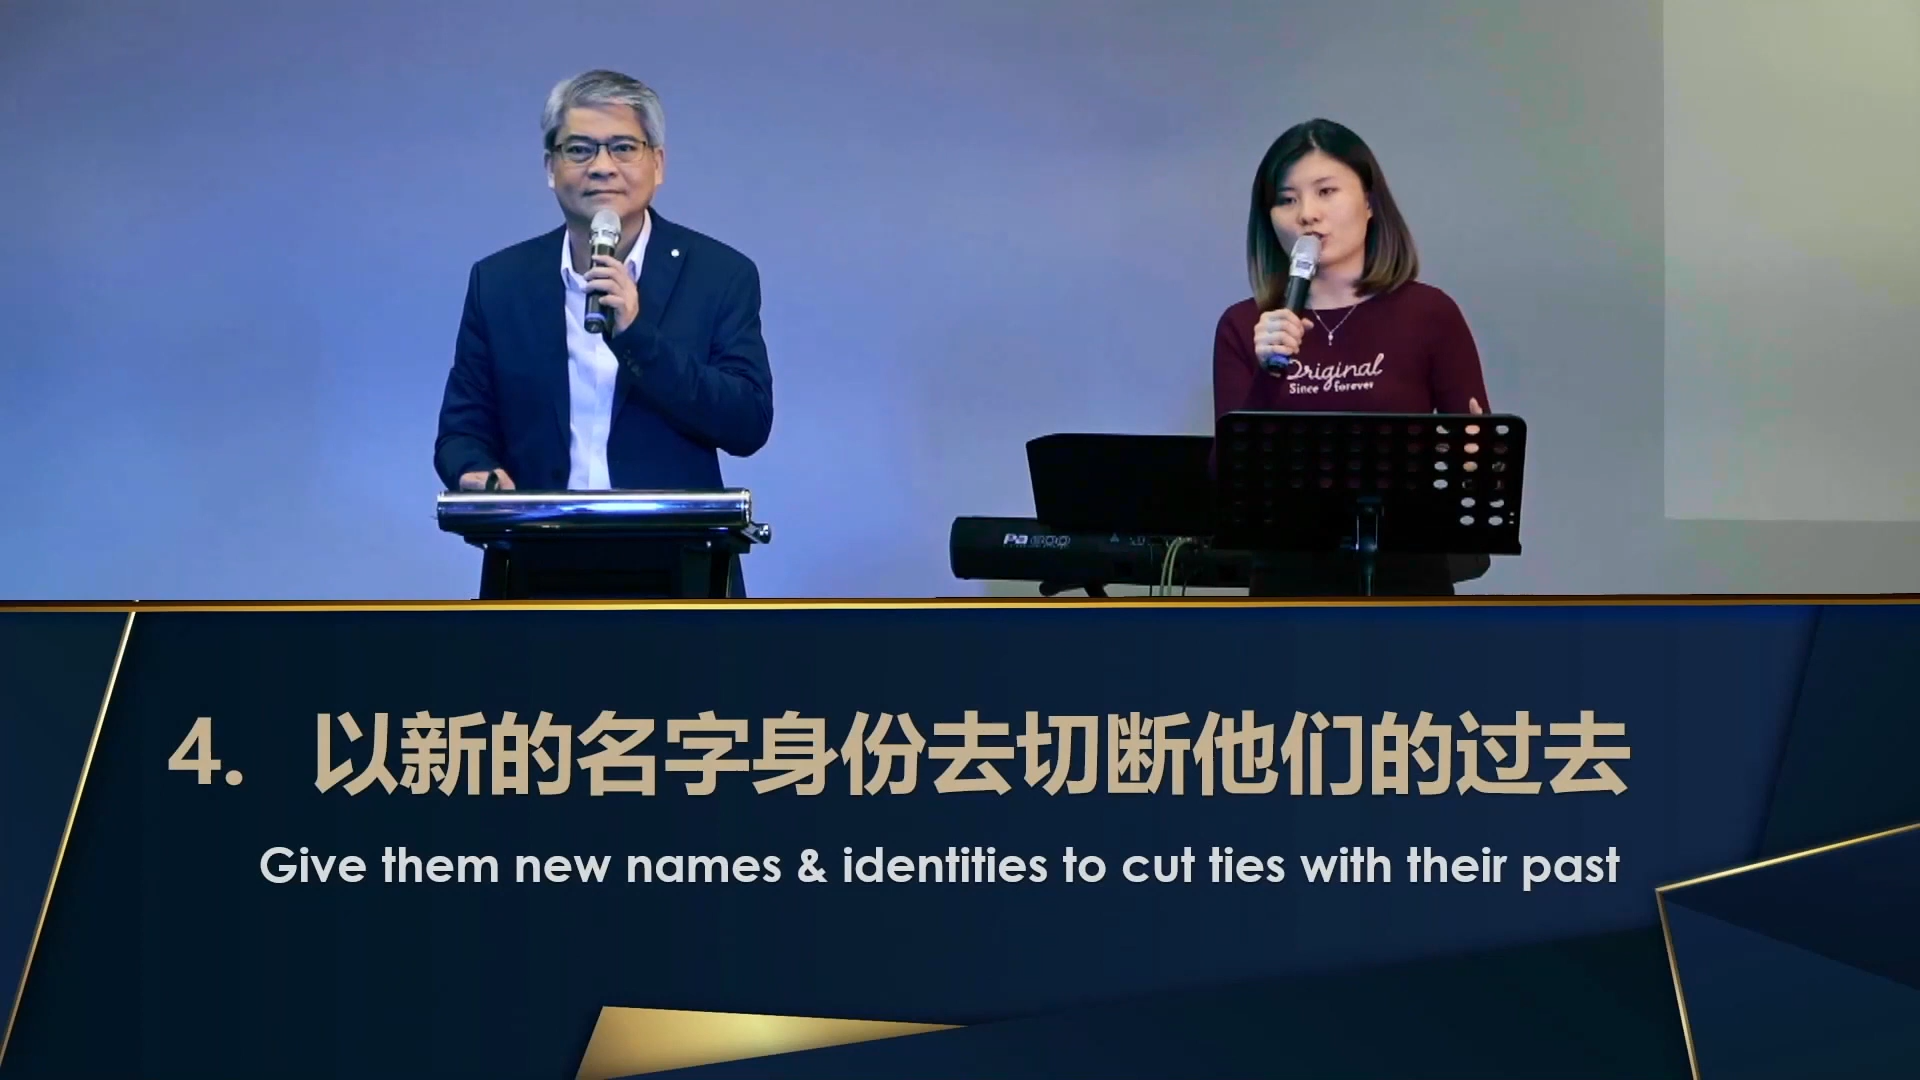 Original
Since forever
Pa 600
4. 以新的名字身份去切断他们的过去
Give them new names & identities to cut ties with their past